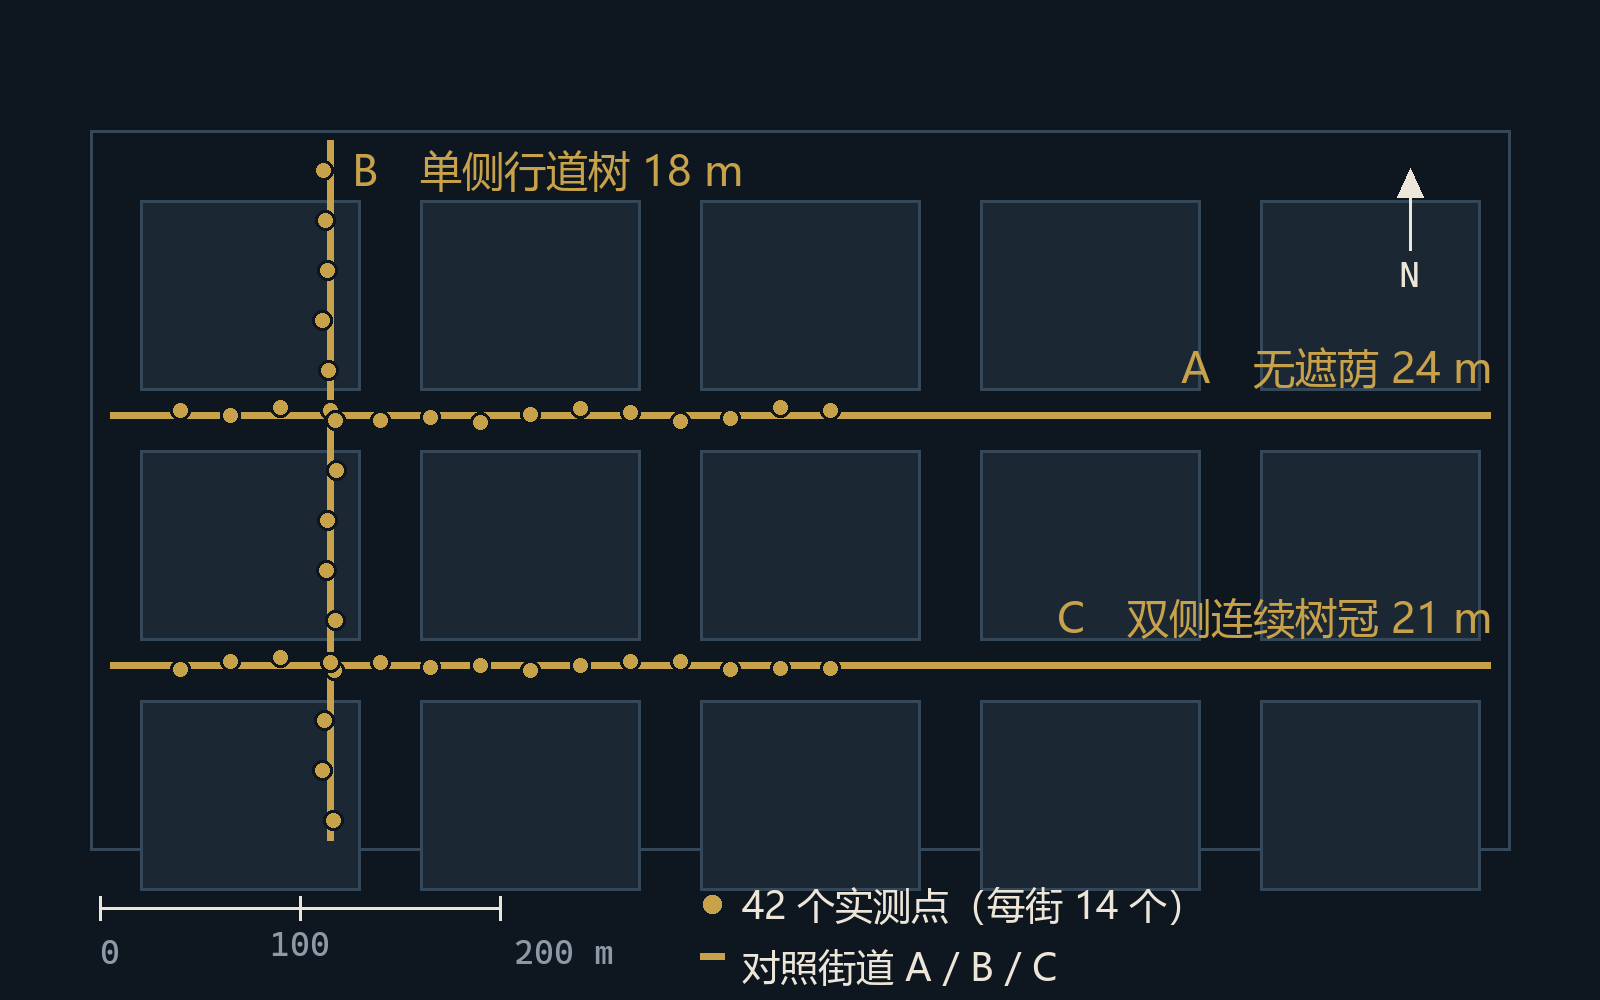 B 单侧行道树 18 m
N
A 无遮荫 24 m
C 双侧连续树冠 21 m
42 个实测点（每街 14 个）
0 100 200 m
对照街道 A / B / C